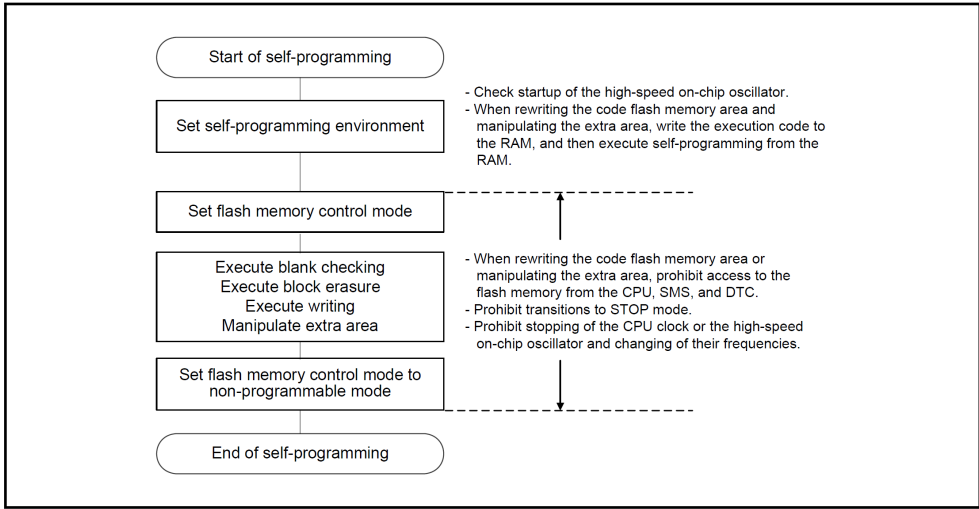 Start of self-programming
Set self-programming environment
- Check startup of the high-speed on-chip oscillator.
- When rewriting the code flash memory area and
manipulating the extra area, write the execution code to
the RAM, and then execute self-programming from the
RAM.
Set flash memory control mode
Execute blank checking
Execute block erasure
Execute writing
Manipulate extra area
- When rewriting the code flash memory area or
manipulating the extra area, prohibit access to the
flash memory from the CPU, SMS, and DTC.
- Prohibit transitions to STOP mode.
- Prohibit stopping of the CPU clock or the high-speed
on-chip oscillator and changing of their frequencies.
Set flash memory control mode to
non-programmable mode
End of self-programming